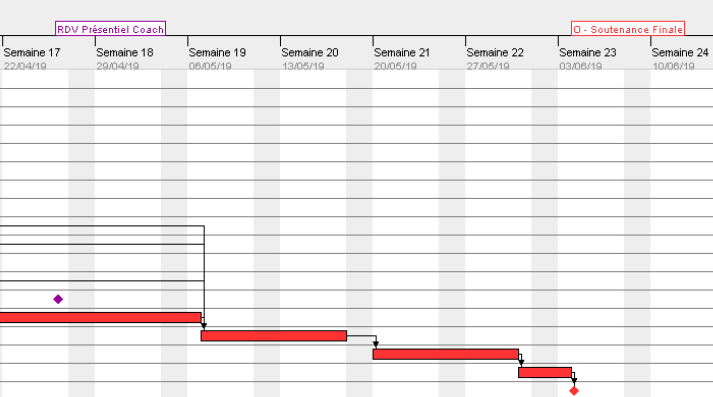 RDV Présentiel Coach
O - Soutenance Finale
Semaine 17 Semaine 18 Semaine 19 Semaine 20 Semaine 21 Semaine 22 Semaine 23 Semaine 24
22/04/19 29/04/19 06/05/19 13/05/19 20/05/19 27/05/19 03/06/19 10/06/19